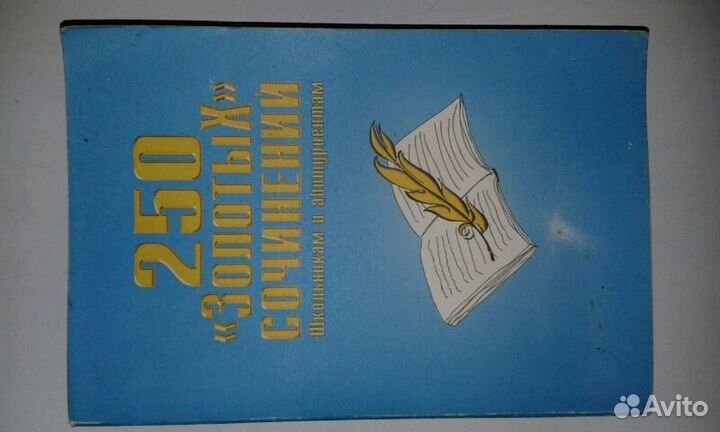 250
«ЗОЛОТЫХ»
СОЧИНЕНИЙ
Школьникам и абитуриентам
Avito